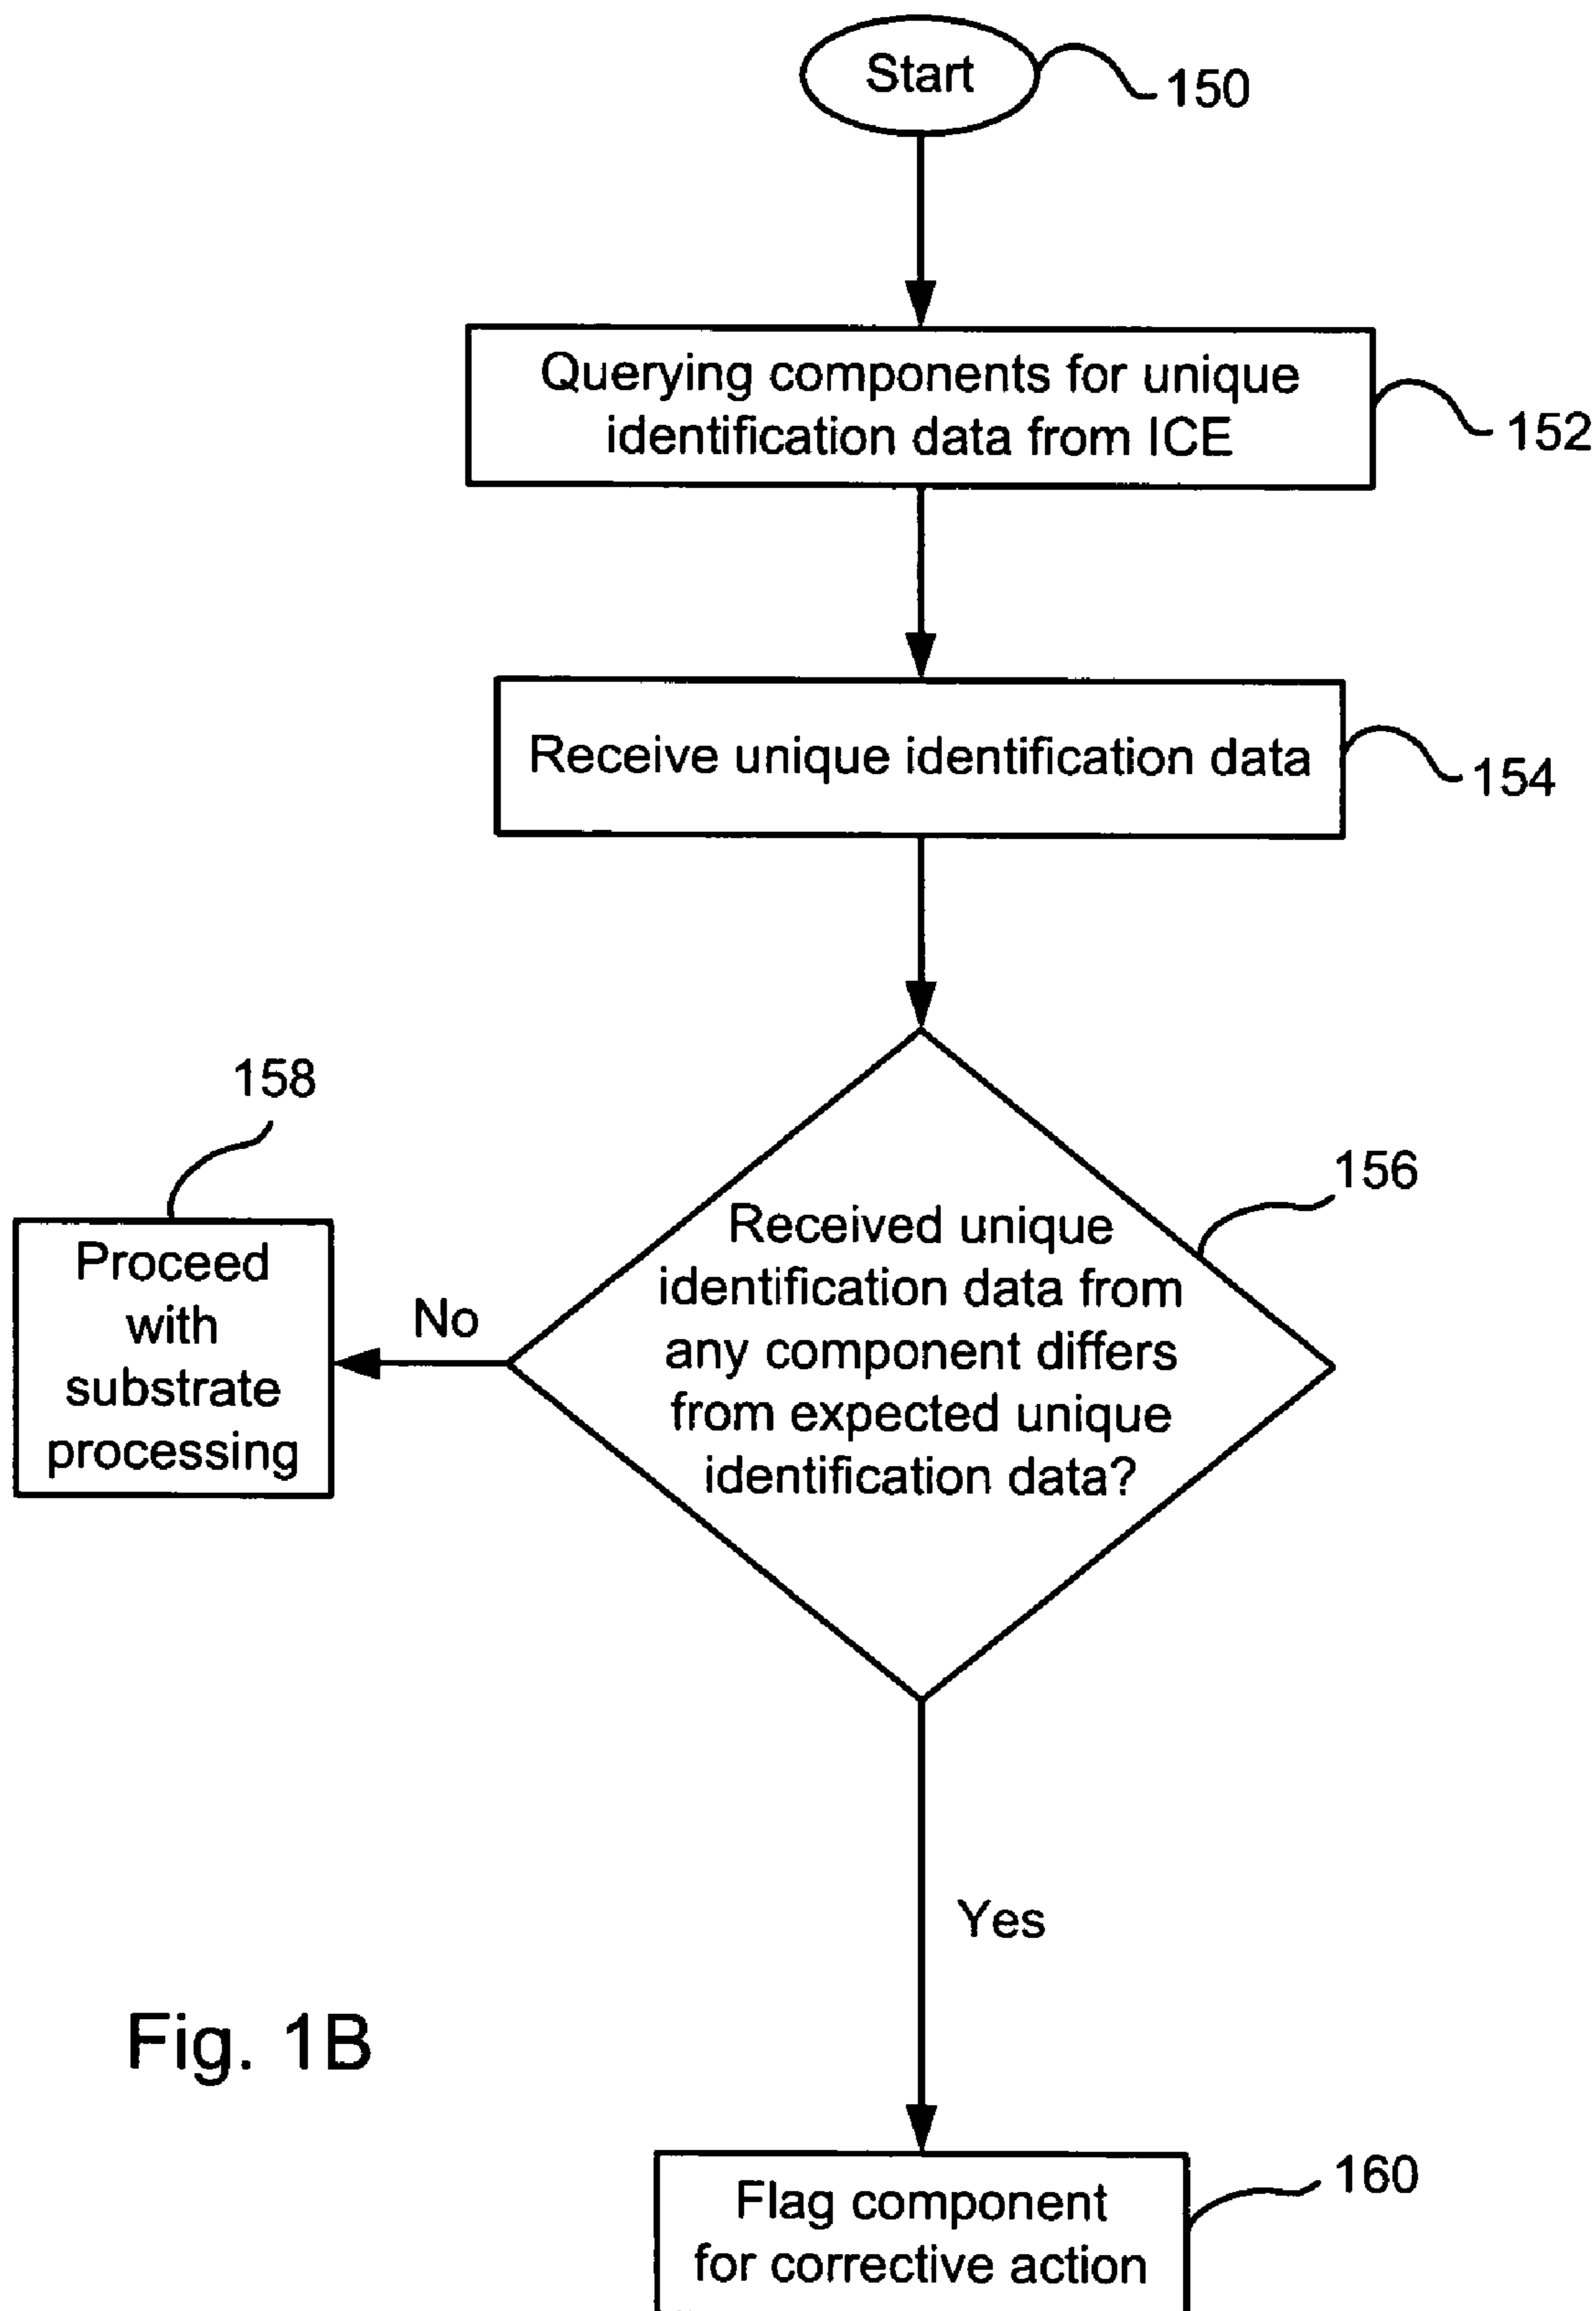 Start
150
Querying components for unique
identification data from ICE
152
Receive unique identification data
154
158
156
Proceed
with
substrate
processing
No
Received unique
identification data from
any component differs
from expected unique
identification data?
Yes
Fig. 1B
160
Flag component
for corrective action